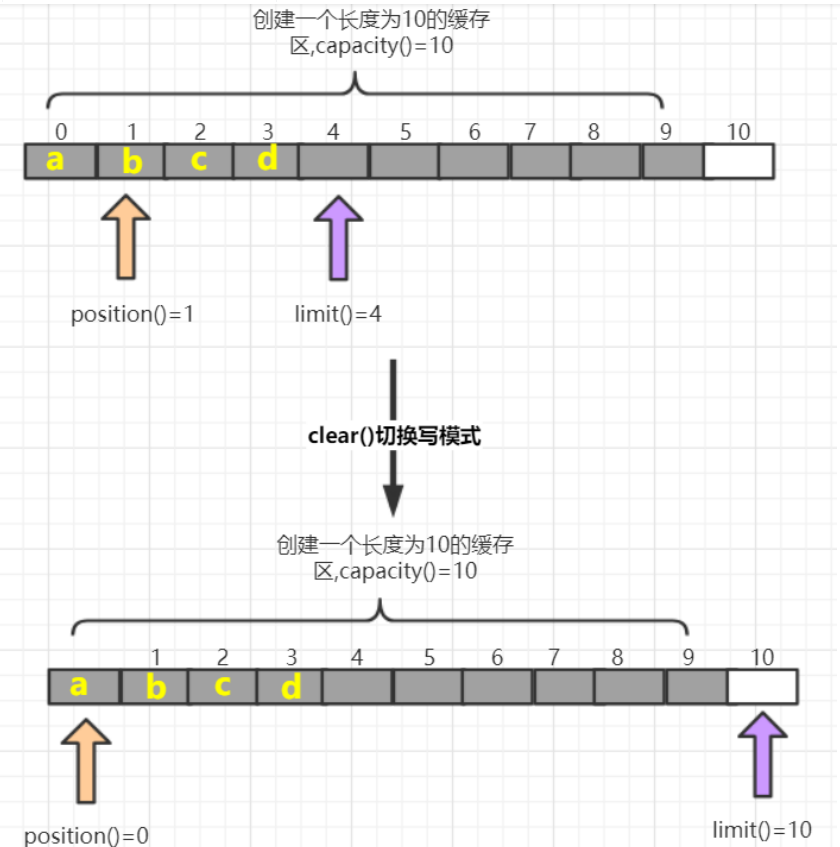 创建一个长度为10的缓存
区,capacity()=10
0 1 2 3 4 5 6 7 8 9 10
a b c d
position()=1 limit()=4
clear()切换写模式
创建一个长度为10的缓存
区,capacity()=10
1 2 3 4 5 6 7 8 9 10
a b c d
position()=0 limit()=10